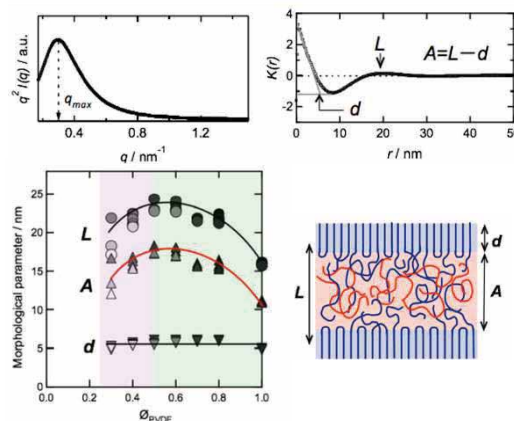 q² I(q) / a.u.
q_max
0.4
0.8
1.2
q / nm⁻¹
K(r)
4
2
0
-2
L
A=L—d
d
0
10
20
30
40
50
r / nm
Morphological parameter / nm
25
20
15
10
5
0
L
A
d
0.0
0.2
0.4
0.6
0.8
1.0
Ø_PVDF
L
d
A